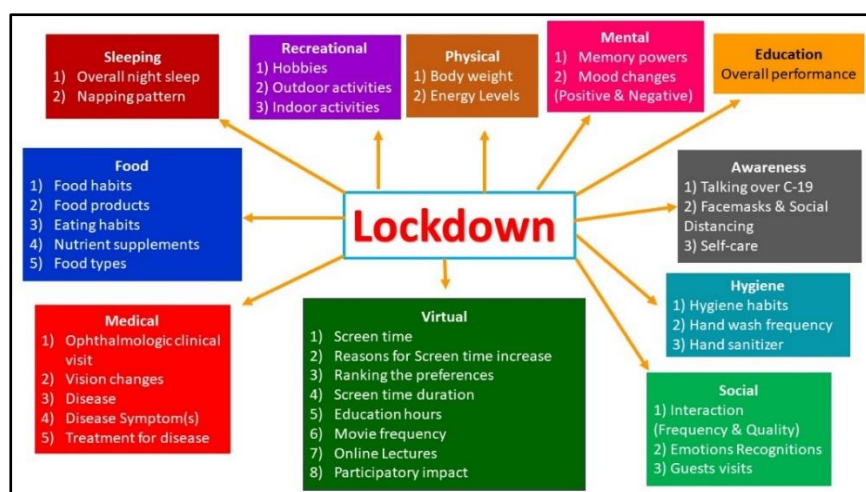 Sleeping
1) Overall night sleep
2) Napping pattern
Recreational
1) Hobbies
2) Outdoor activities
3) Indoor activities
Physical
1) Body weight
2) Energy Levels
Mental
1) Memory powers
2) Mood changes
(Positive & Negative)
Education
Overall performance
Food
1) Food habits
2) Food products
3) Eating habits
4) Nutrient supplements
5) Food types
Lockdown
Awareness
1) Talking over C-19
2) Facemasks & Social
Distancing
3) Self-care
Hygiene
1) Hygiene habits
2) Hand wash frequency
3) Hand sanitizer
Medical
1) Ophthalmologic clinical
visit
2) Vision changes
3) Disease
4) Disease Symptom(s)
5) Treatment for disease
Virtual
1) Screen time
2) Reasons for Screen time increase
3) Ranking the preferences
4) Screen time duration
5) Education hours
6) Movie frequency
7) Online Lectures
8) Participatory impact
Social
1) Interaction
(Frequency & Quality)
2) Emotions Recognitions
3) Guests visits